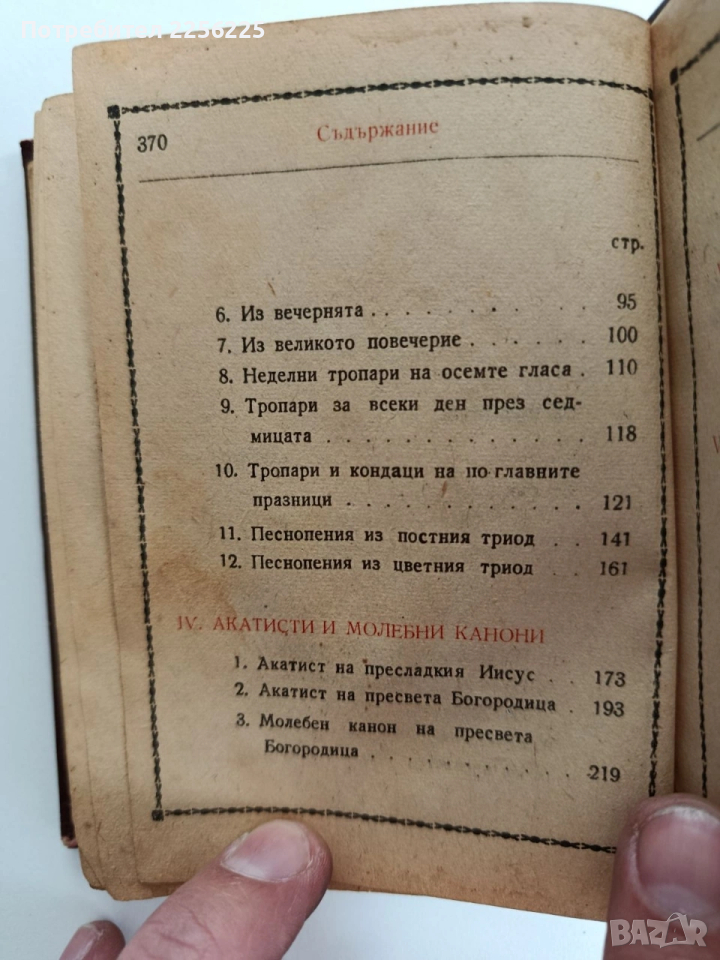 Потребител 2256225
370 Съдържание
стр.
6. Из вечернята . . . . . . . . . 95
7. Из великото повечерие . . . . . . 100
8. Неделни тропари на осемте гласа . 110
9. Тропари за всеки ден през сед-
мицата . . . . . . . . . . . . 118
10. Тропари и кондаци на по главните
празници . . . . . . . . . . . 121
11. Песнопения из постния триод . . 141
12. Песнопения из цветния триод . . 161
IV. АКАТИСТИ И МОЛЕБНИ КАНОНИ
1. Акатист на пресладкия Иисус . . 173
2. Акатист на пресвета Богородица . 193
3. Молебен канон на пресвета
Богородица . . . . . . . . . . 219
BAZAR